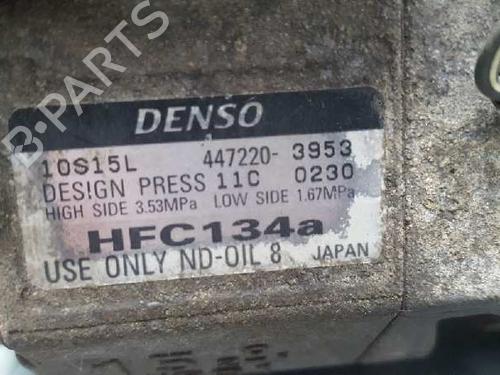 DENSO
10S15L 447220- 3953
DESIGN PRESS 11C 0230
HIGH SIDE 3.53MPa LOW SIDE 1.67MPa
HFC134a
USE ONLY ND-OIL 8 JAPAN
B-PARTS